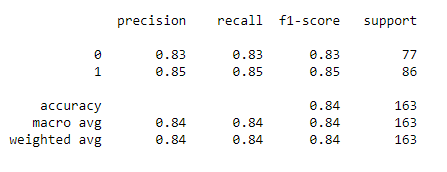 precision recall f1-score support
0 0.83 0.83 0.83 77
1 0.85 0.85 0.85 86
accuracy 0.84 163
macro avg 0.84 0.84 0.84 163
weighted avg 0.84 0.84 0.84 163